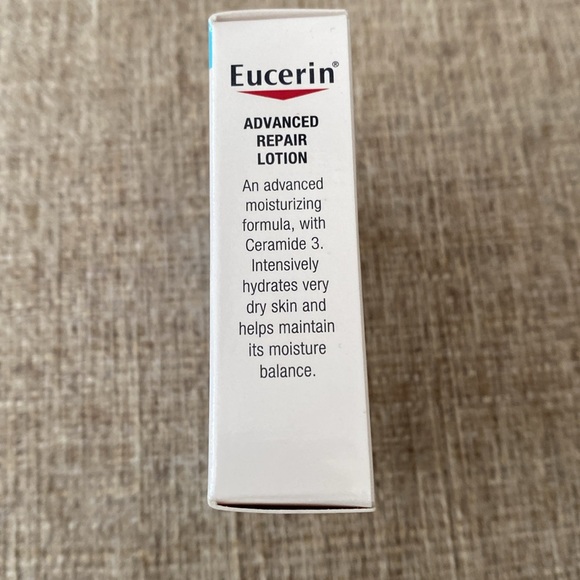 Eucerin®
ADVANCED
REPAIR
LOTION
An advanced
moisturizing
formula, with
Ceramide 3.
Intensively
hydrates very
dry skin and
helps maintain
its moisture
balance.